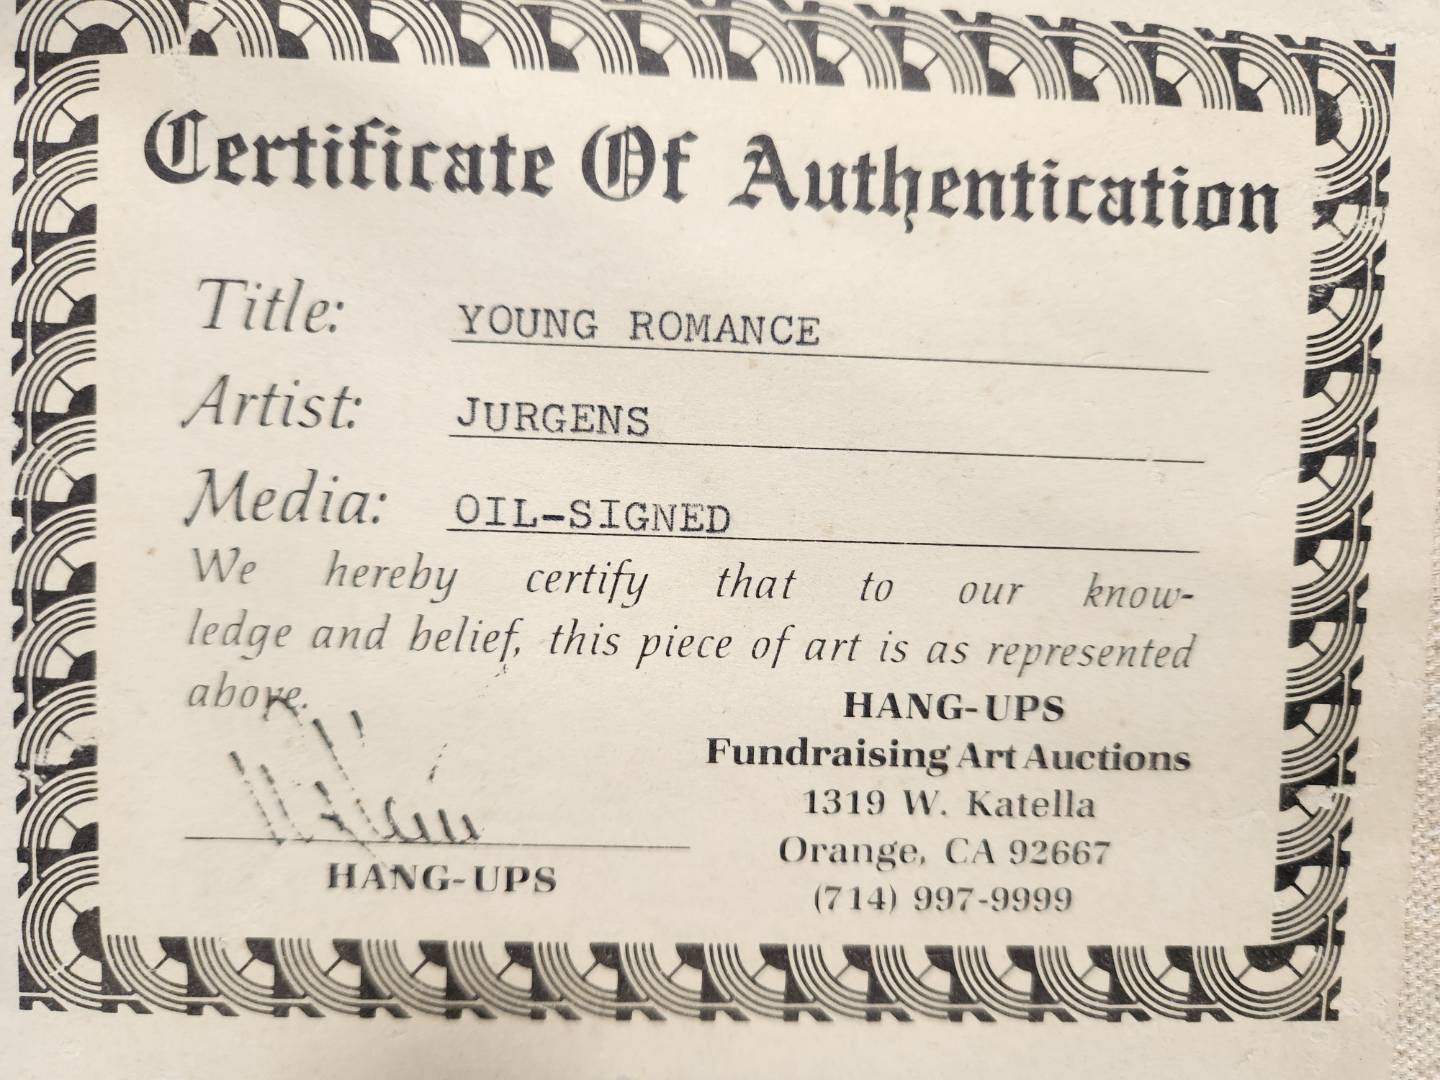 Certificate Of Authentication
Title: YOUNG ROMANCE
Artist: JURGENS
Media: OIL-SIGNED
We hereby certify that to our know-
ledge and belief, this piece of art is as represented
above.
HANG-UPS
HANG-UPS
Fundraising Art Auctions
1319 W. Katella
Orange, CA 92667
(714) 997-9999